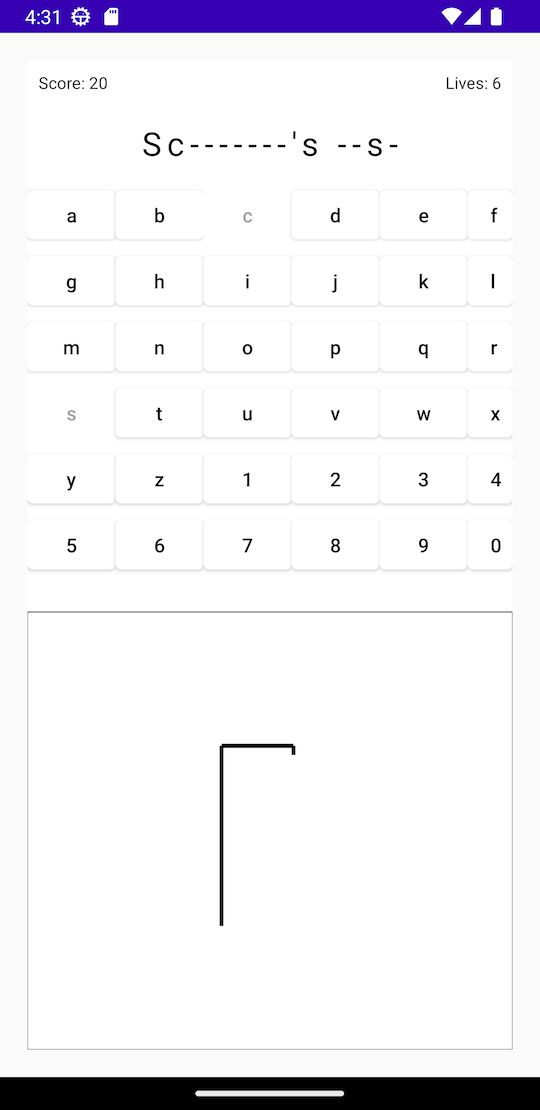 4:31
Score: 20 Lives: 6
Sc-------'s --s-
a b c d e f
g h i j k l
m n o p q r
s t u v w x
y z 1 2 3 4
5 6 7 8 9 0